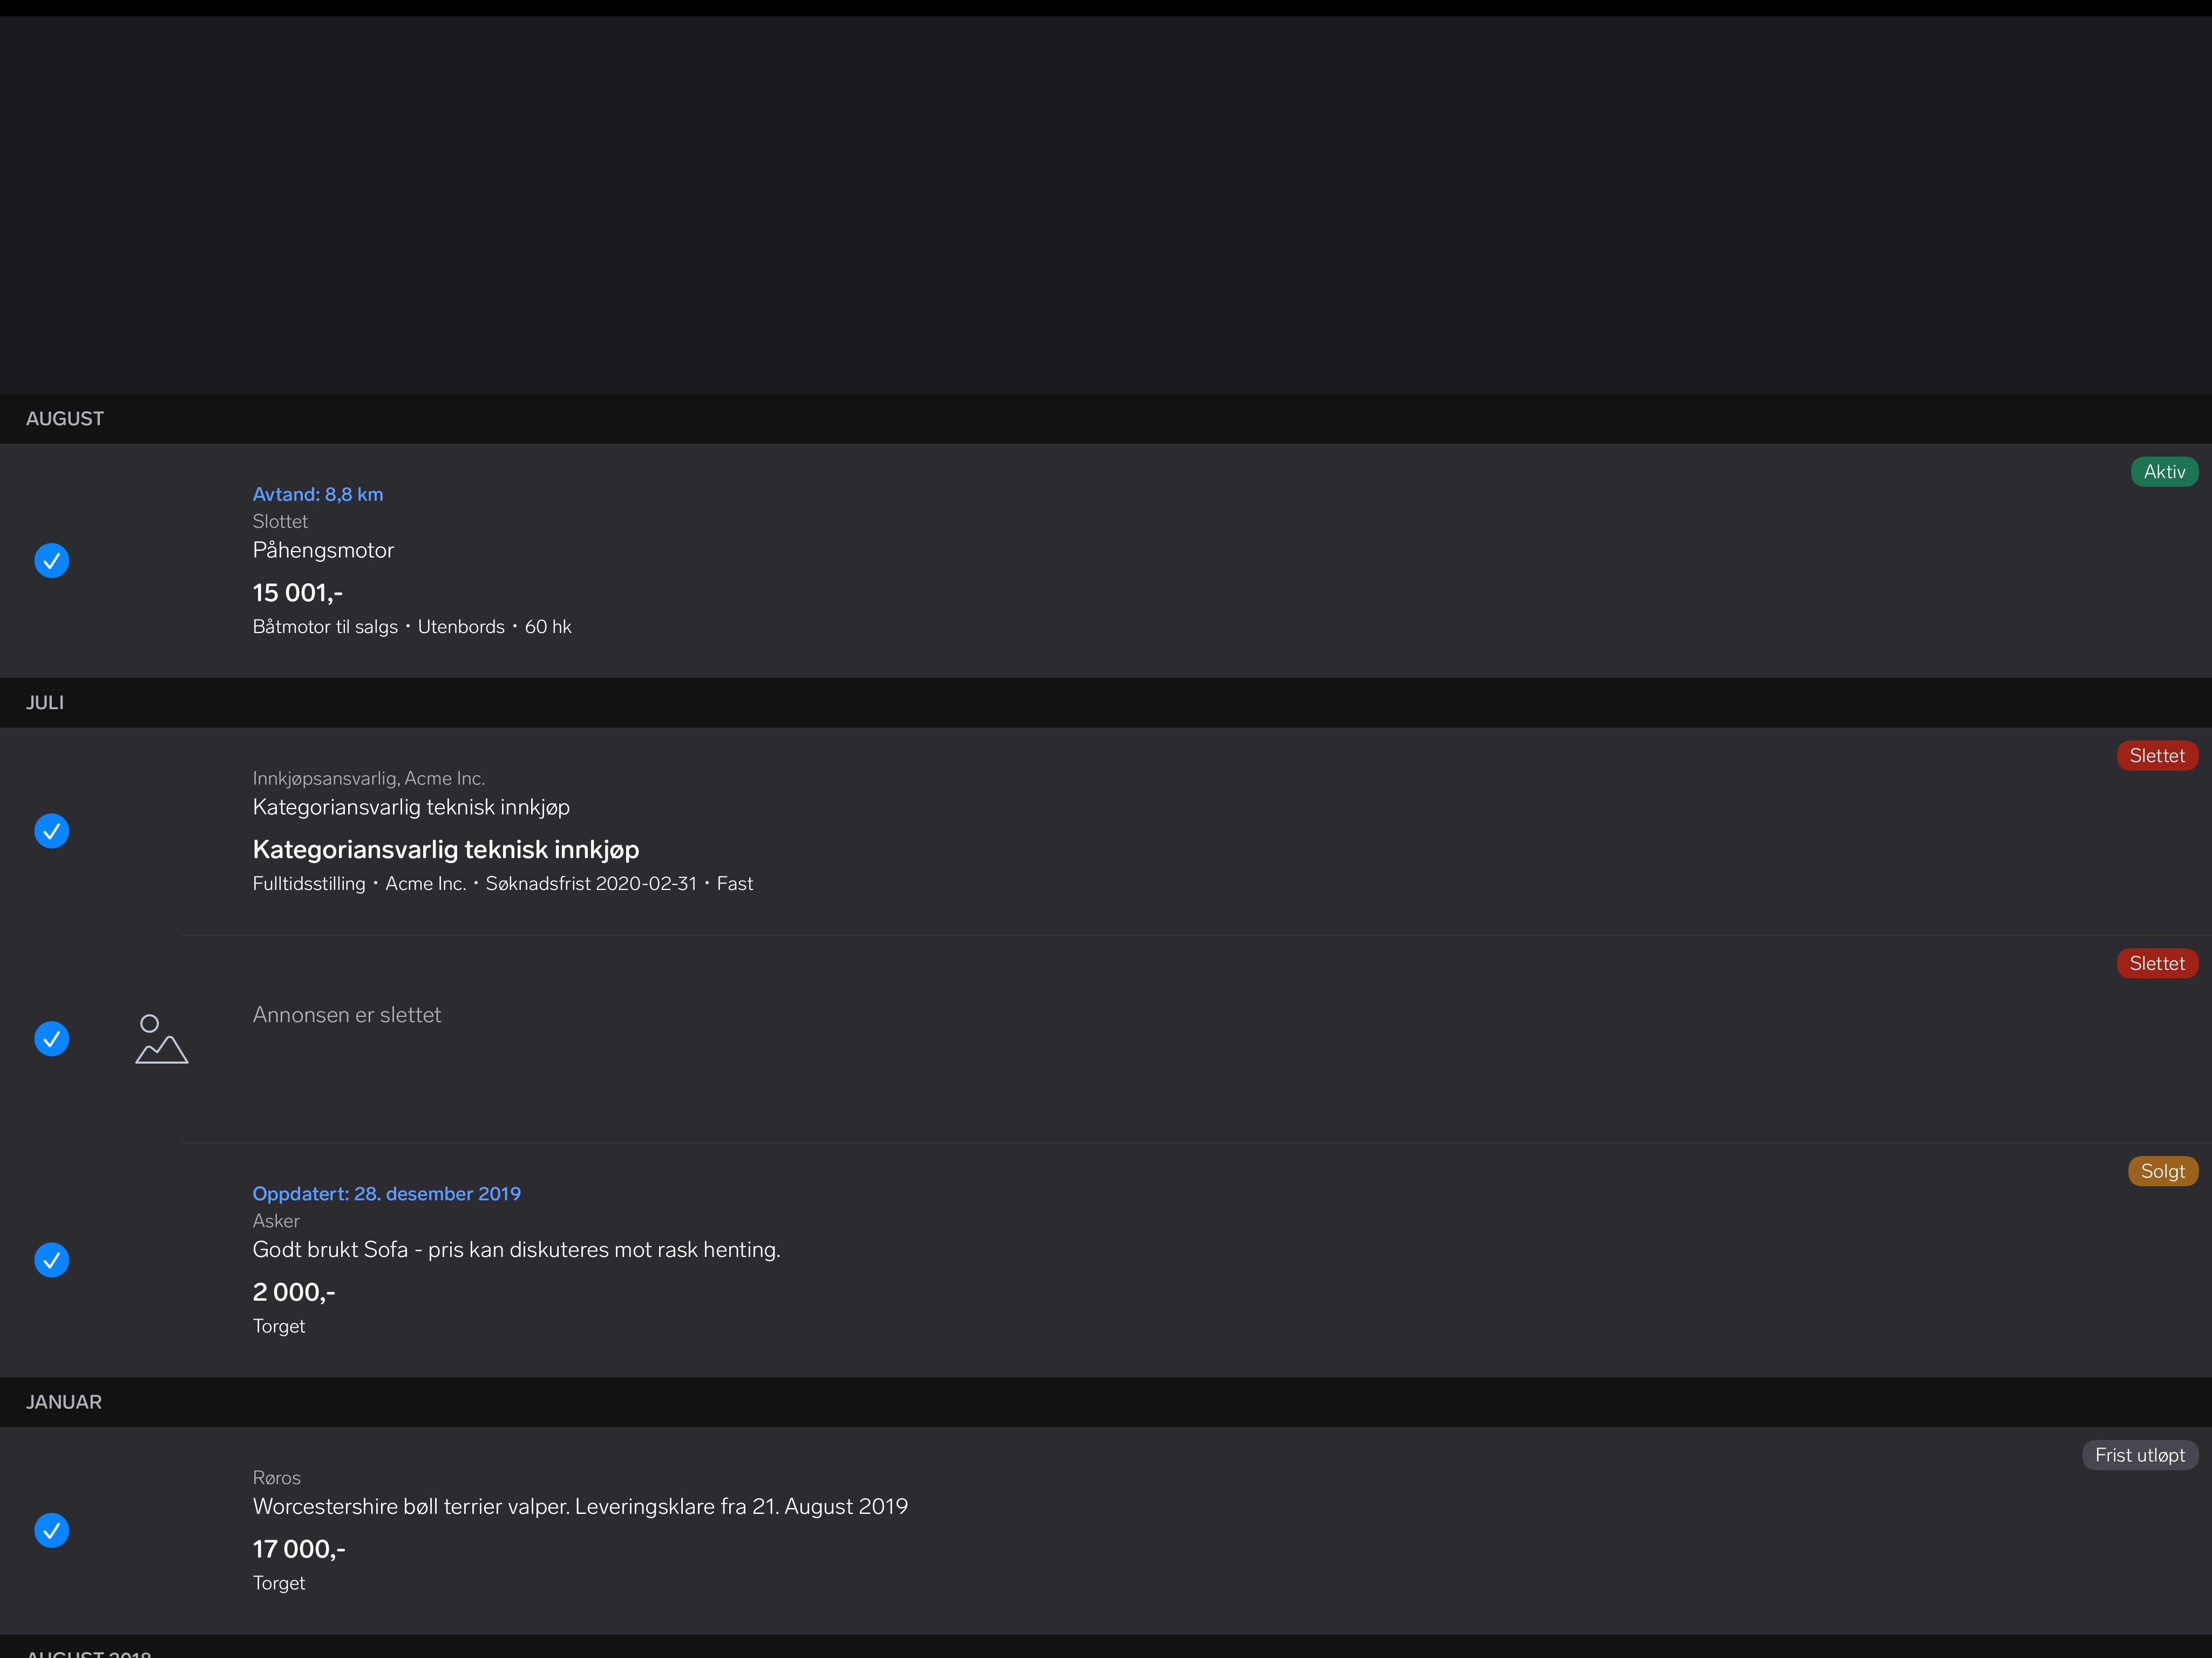 AUGUST
Aktiv
Avtand: 8,8 km
Slottet
Påhengsmotor
15 001,-
Båtmotor til salgs • Utenbords • 60 hk
JULI
Slettet
Innkjøpsansvarlig, Acme Inc.
Kategoriansvarlig teknisk innkjøp
Kategoriansvarlig teknisk innkjøp
Fulltidsstilling • Acme Inc. • Søknadsfrist 2020-02-31 • Fast
Slettet
Annonsen er slettet
Solgt
Oppdatert: 28. desember 2019
Asker
Godt brukt Sofa - pris kan diskuteres mot rask henting.
2 000,-
Torget
JANUAR
Frist utløpt
Røros
Worcestershire bøll terrier valper. Leveringsklare fra 21. August 2019
17 000,-
Torget
AUGUST 2018